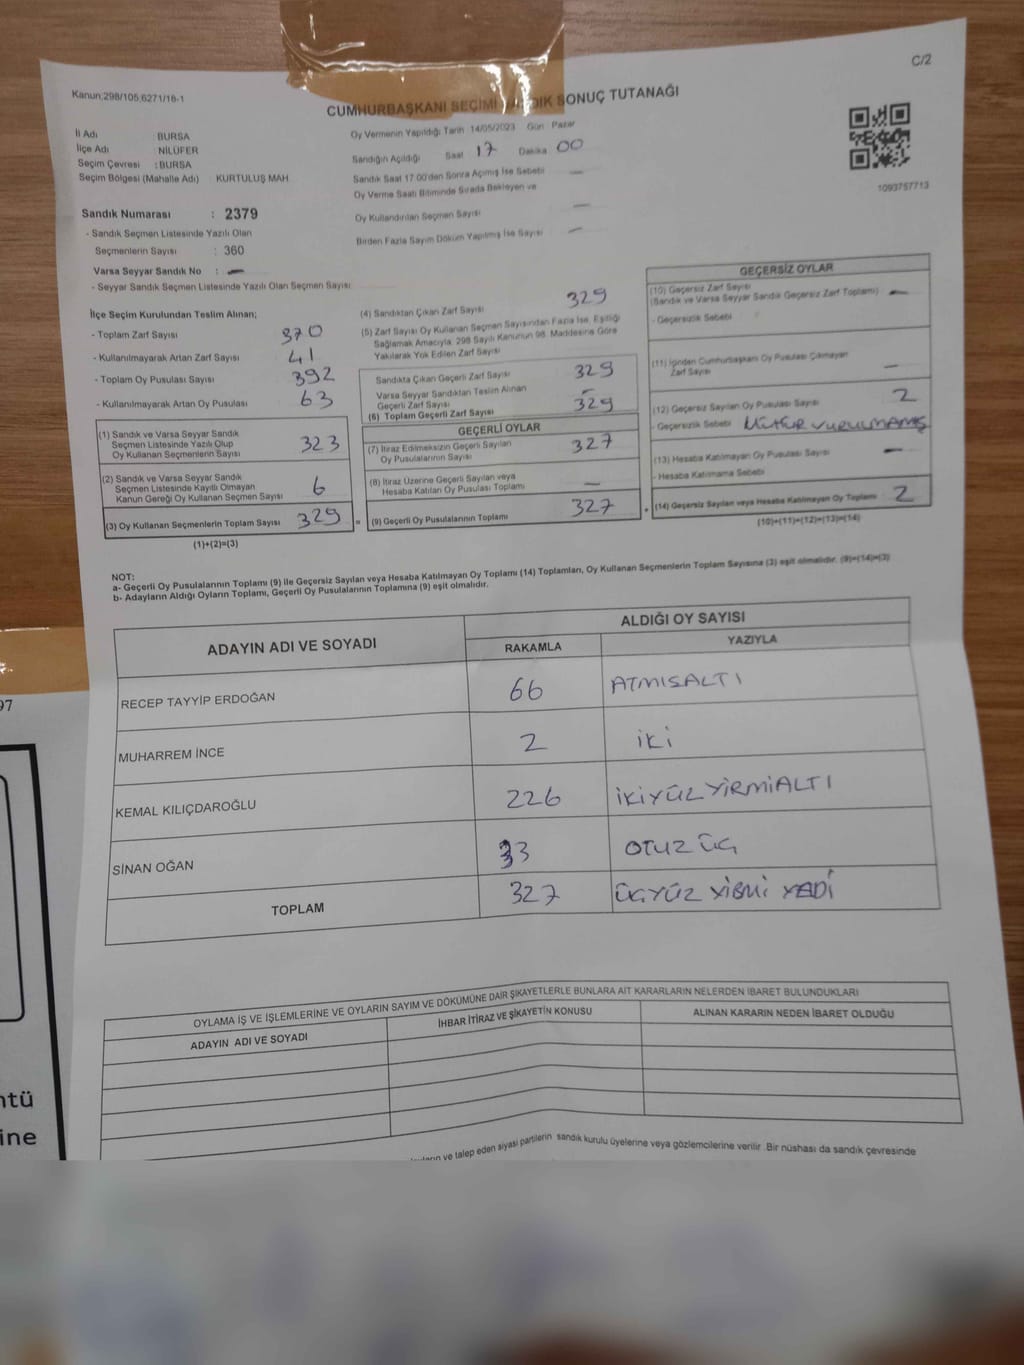 C/2
Kanun;298/105;6271/18-1
CUMHURBAŞKANI SEÇİMİ SONUÇ TUTANAĞI
İl Adı : BURSA
İlçe Adı : NİLÜFER
Seçim Çevresi : BURSA
Seçim Bölgesi (Mahalle Adı) : KURTULUŞ MAH.
Oy Vermenin Yapıldığı Tarih 14/05/2023 Gün Pazar
Sandığın Açıldığı Saat 17 Dakika 00
Sandık Saat 17:00'den Sonra Açılmış İse Sebebi —
Oy Verme Saati Bitiminde Sırada Bekleyen ve
Oy Kullandırılan Seçmen Sayısı —
Birden Fazla Sayım Döküm Yapılmış İse Sayısı —
1093757713
Sandık Numarası : 2379
- Sandık Seçmen Listesinde Yazılı Olan
Seçmenlerin Sayısı : 360
Varsa Seyyar Sandık No : —
- Seyyar Sandık Seçmen Listesinde Yazılı Olan Seçmen Sayısı:
İlçe Seçim Kurulundan Teslim Alınan;
- Toplam Zarf Sayısı 370
- Kullanılmayarak Artan Zarf Sayısı 41
- Toplam Oy Pusulası Sayısı 392
- Kullanılmayarak Artan Oy Pusulası 63
(1) Sandık ve Varsa Seyyar Sandık
Seçmen Listesinde Yazılı Olup
Oy Kullanan Seçmenlerin Sayısı 323
(2) Sandık ve Varsa Seyyar Sandık
Seçmen Listesinde Kayıtlı Olmayan
Kanun Gereği Oy Kullanan Seçmen Sayısı 6
(3) Oy Kullanan Seçmenlerin Toplam Sayısı 329 =
(1)+(2)=(3)
(4) Sandıktan Çıkan Zarf Sayısı 329
(5) Zarf Sayısı Oy Kullanan Seçmen Sayısından Fazla İse, Eşitliği
Sağlamak Amacıyla, 298 Sayılı Kanunun 98. Maddesine Göre
Yakılarak Yok Edilen Zarf Sayısı
Sandıkta Çıkan Geçerli Zarf Sayısı 329
Varsa Seyyar Sandıktan Teslim Alınan
Geçerli Zarf Sayısı —
(6) Toplam Geçerli Zarf Sayısı 329
GEÇERLİ OYLAR
(7) İtiraz Edilmeksizin Geçerli Sayılan
Oy Pusulalarının Sayısı 327
(8) İtiraz Üzerine Geçerli Sayılan veya
Hesaba Katılan Oy Pusulası Toplamı —
(9) Geçerli Oy Pusulalarının Toplamı 327 +
GEÇERSİZ OYLAR
(10) Geçersiz Zarf Sayısı
(Sandık ve Varsa Seyyar Sandık Geçersiz Zarf Toplamı) —
- Geçersizlik Sebebi
(11) İçinden Cumhurbaşkanı Oy Pusulası Çıkmayan
Zarf Sayısı —
(12) Geçersiz Sayılan Oy Pusulası Sayısı 2
- Geçersizlik Sebebi MÜHÜR VURULMAMIŞ
(13) Hesaba Katılmayan Oy Pusulası Sayısı —
- Hesaba Katılmama Sebebi
(14) Geçersiz Sayılan veya Hesaba Katılmayan Oy Toplamı 2
(10)+(11)+(12)+(13)=(14)
NOT:
a- Geçerli Oy Pusulalarının Toplamı (9) ile Geçersiz Sayılan veya Hesaba Katılmayan Oy Toplamı (14) Toplamları, Oy Kullanan Seçmenlerin Toplam Sayısına (3) eşit olmalıdır. (9)+(14)=(3)
b- Adayların Aldığı Oyların Toplamı, Geçerli Oy Pusulalarının Toplamına (9) eşit olmalıdır.
ADAYIN ADI VE SOYADI
ALDIĞI OY SAYISI
RAKAMLA YAZIYLA
RECEP TAYYİP ERDOĞAN 66 ATMIŞALTI
MUHARREM İNCE 2 İKİ
KEMAL KILIÇDAROĞLU 226 İKİYÜZYİRMİALTI
SİNAN OĞAN 33 OTUZ ÜÇ
TOPLAM 327 ÜÇYÜZ YİRMİ YEDİ
OYLAMA İŞ VE İŞLEMLERİNE VE OYLARIN SAYIM VE DÖKÜMÜNE DAİR ŞİKAYETLERLE BUNLARA AİT KARARLARIN NELERDEN İBARET BULUNDUKLARI
ADAYIN ADI VE SOYADI
İHBAR İTİRAZ VE ŞİKAYETİN KONUSU
ALINAN KARARIN NEDEN İBARET OLDUĞU
ve talep eden siyasi partilerin sandık kurulu üyelerine veya gözlemcilerine verilir .Bir nüshası da sandık çevresinde
97
ntü
ine